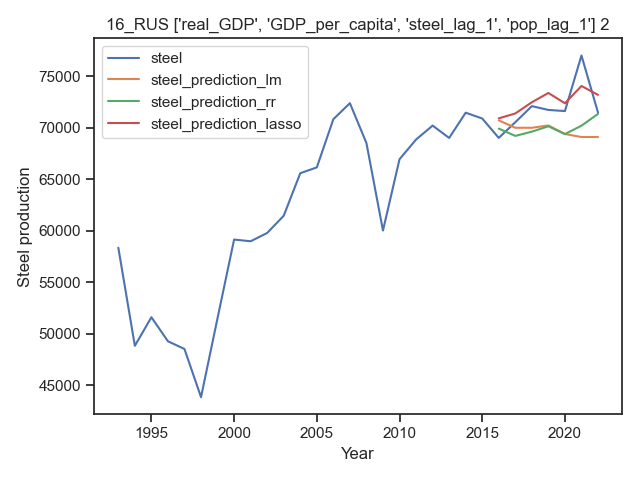 16_RUS ['real_GDP', 'GDP_per_capita', 'steel_lag_1', 'pop_lag_1'] 2
steel
steel_prediction_lm
steel_prediction_rr
steel_prediction_lasso
75000
70000
65000
60000
55000
50000
45000
Steel production
1995
2000
2005
2010
2015
2020
Year